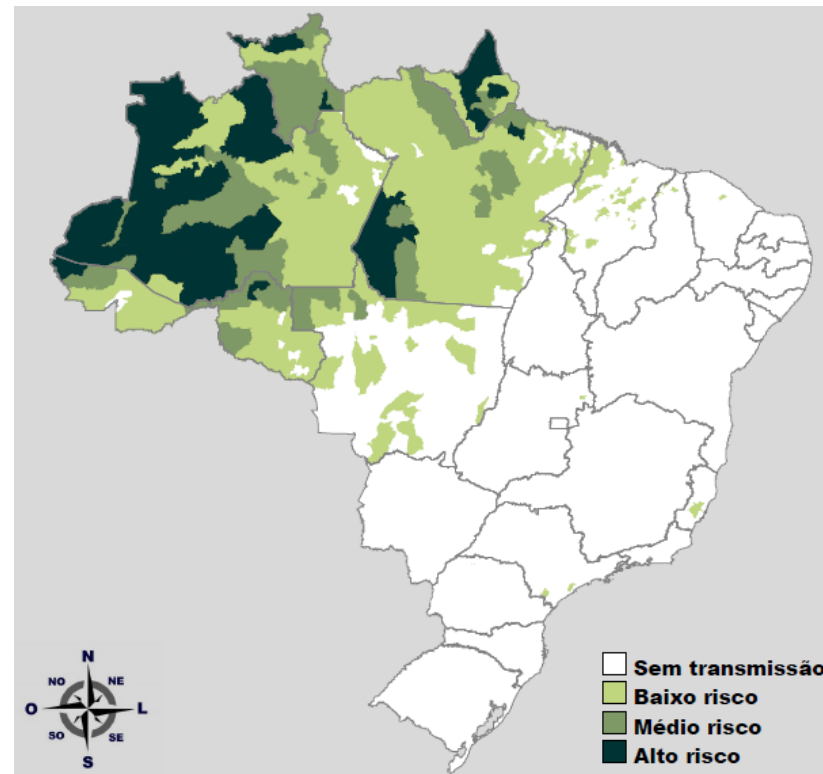 N
NO NE
O L
SO SE
S
Sem transmissão
Baixo risco
Médio risco
Alto risco